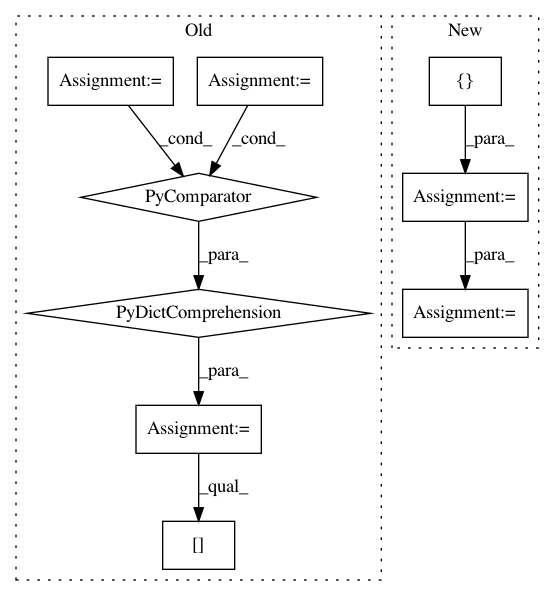 Old
New
Assignment:=
Assignment:=
{}
_cond_
_cond_
_para_
PyComparator
Assignment:=
_para_
_para_
PyDictComprehension
Assignment:=
_para_
Assignment:=
_qual_
[]